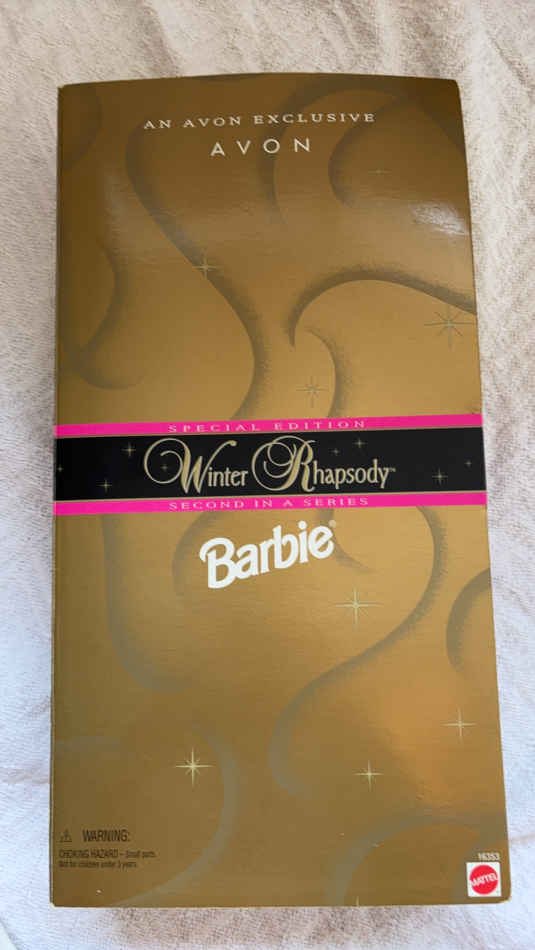 AN AVON EXCLUSIVE
AVON
SPECIAL EDITION
Winter Rhapsody™
SECOND IN A SERIES
Barbie®
⚠ WARNING:
CHOKING HAZARD – Small parts.
Not for children under 3 years.
16353
MATTEL